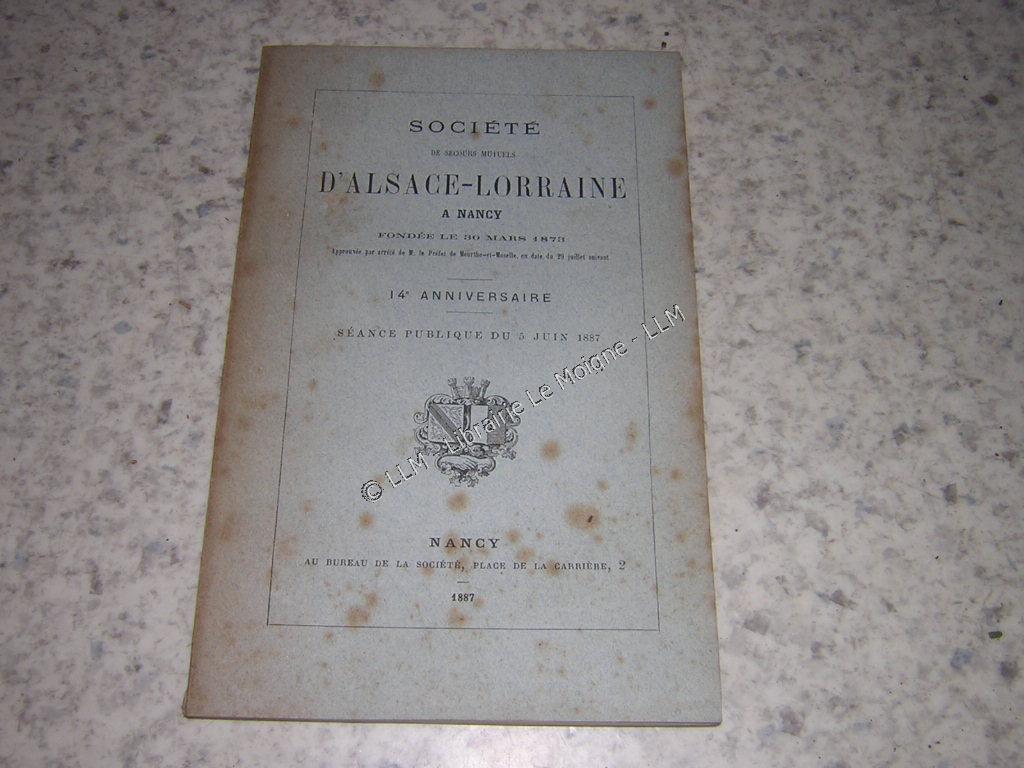 SOCIÉTÉ
DE SECOURS MUTUELS
D'ALSACE-LORRAINE
A NANCY
FONDÉE LE 30 MARS 1873
Approuvée par arrêté de M. le Préfet de Meurthe-et-Moselle, en date du 29 juillet suivant
14e ANNIVERSAIRE
SÉANCE PUBLIQUE DU 5 JUIN 1887
© LLM - Librairie Le Moigne - LLM
NANCY
AU BUREAU DE LA SOCIÉTÉ, PLACE DE LA CARRIÈRE, 2
1887